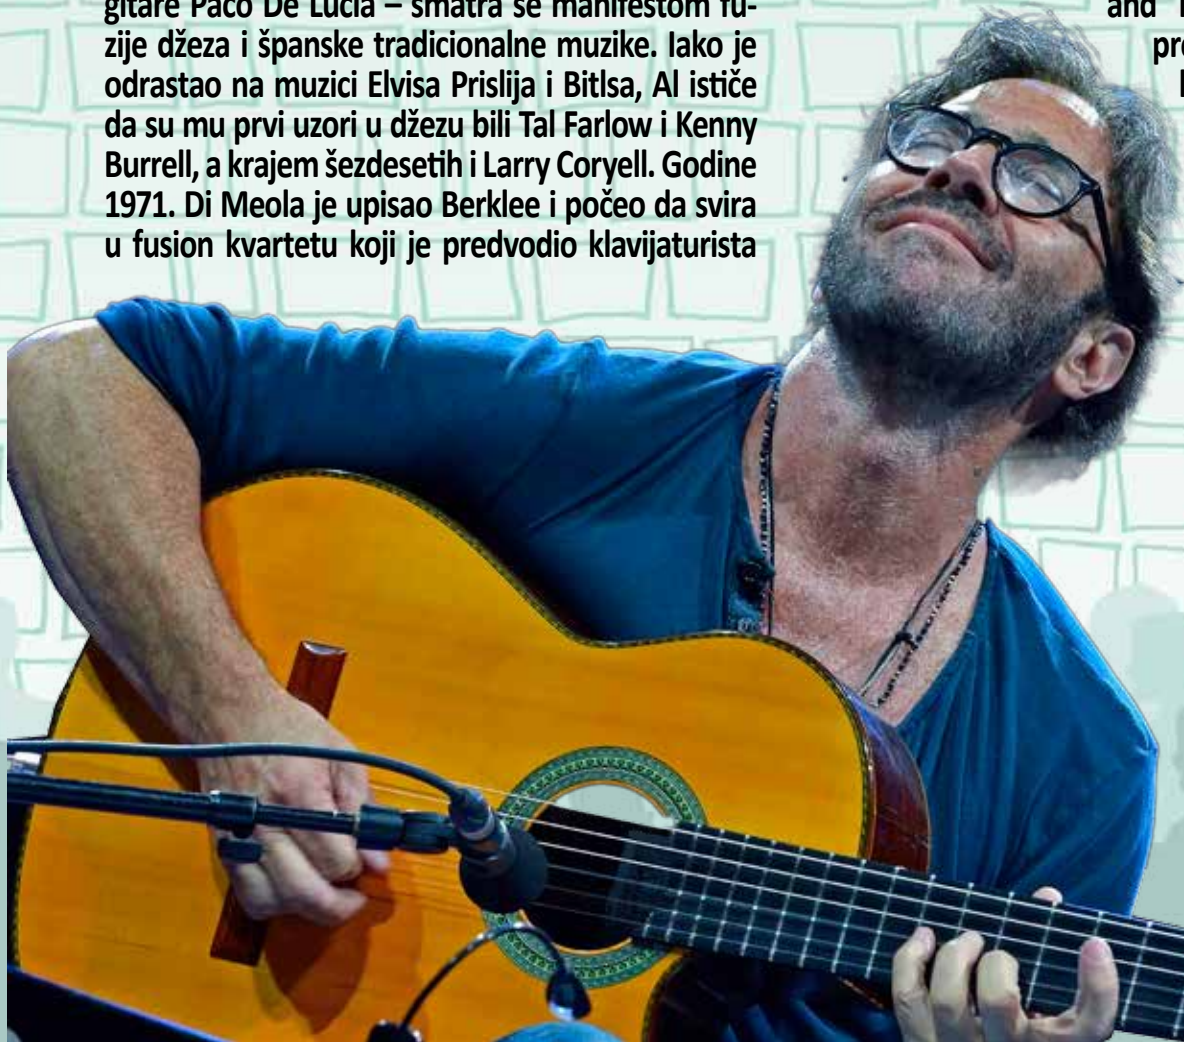 gitare Paco De Lucía – smatra se manifestom fu-
zije džeza i španske tradicionalne muzike. Iako je
odrastao na muzici Elvisa Prislija i Bitlsa, Al ističe
da su mu prvi uzori u džezu bili Tal Farlow i Kenny
Burrell, a krajem šezdesetih i Larry Coryell. Godine
1971. Di Meola je upisao Berklee i počeo da svira
u fusion kvartetu koji je predvodio klavijaturista
and